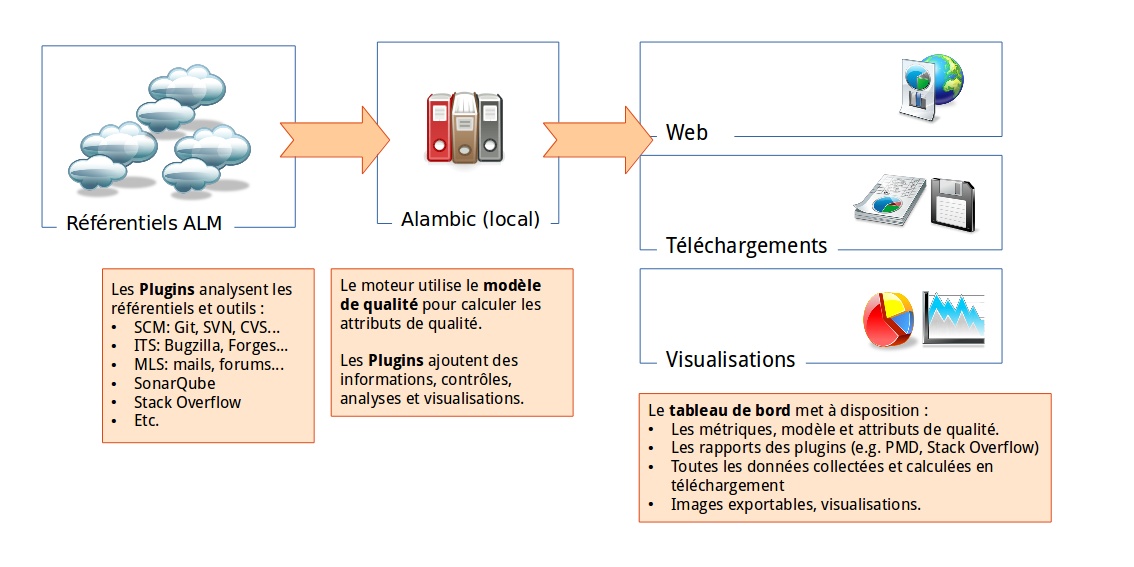 Référentiels ALM
Alambic (local)
Web
Téléchargements
Visualisations
Les Plugins analysent les
référentiels et outils :
• SCM: Git, SVN, CVS...
• ITS: Bugzilla, Forges...
• MLS: mails, forums...
• SonarQube
• Stack Overflow
• Etc.
Le moteur utilise le modèle
de qualité pour calculer les
attributs de qualité.
Les Plugins ajoutent des
informations, contrôles,
analyses et visualisations.
Le tableau de bord met à disposition :
• Les métriques, modèle et attributs de qualité.
• Les rapports des plugins (e.g. PMD, Stack Overflow)
• Toutes les données collectées et calculées en
téléchargement
• Images exportables, visualisations.